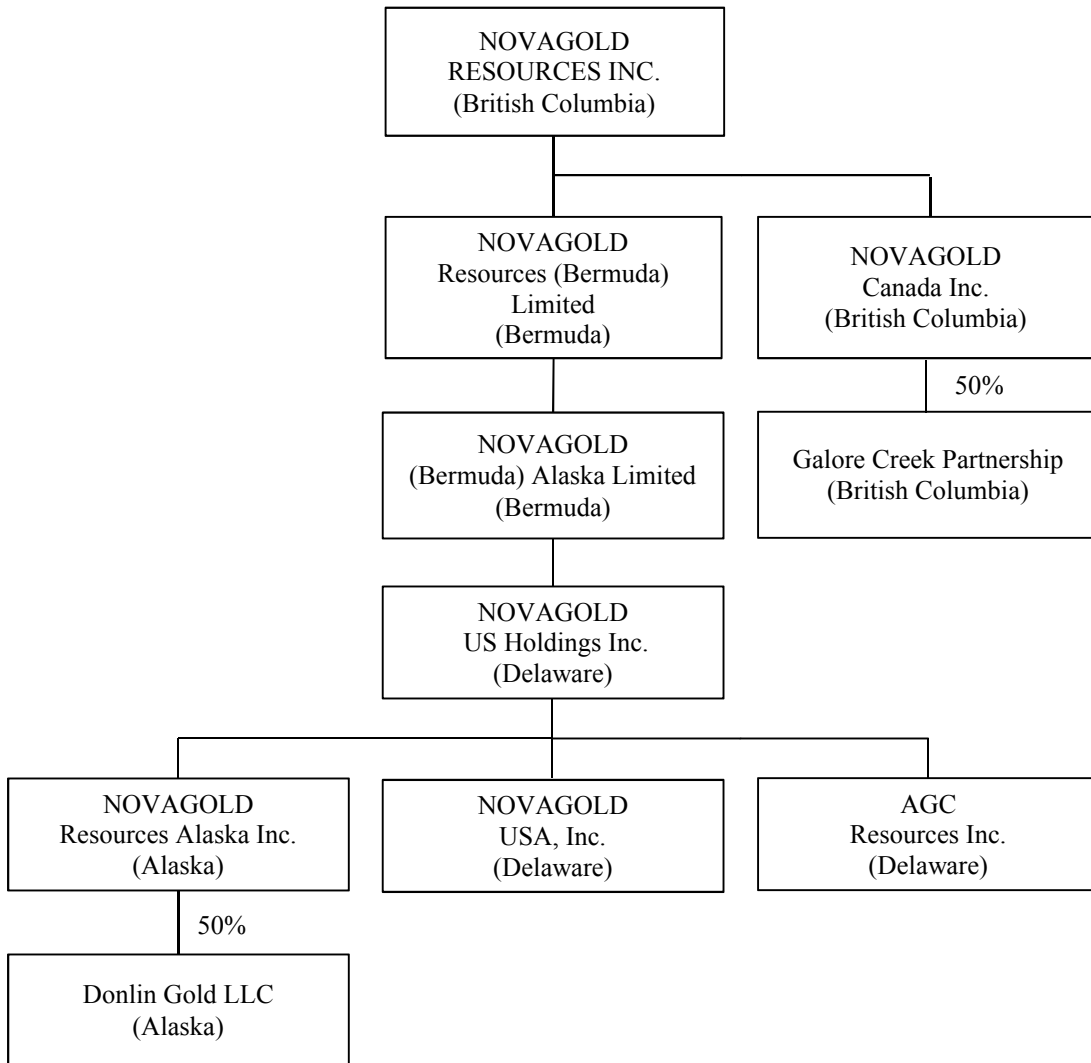 NOVAGOLD
RESOURCES INC.
(British Columbia)
NOVAGOLD
Resources (Bermuda)
Limited
(Bermuda)
NOVAGOLD
Canada Inc.
(British Columbia)
50%
NOVAGOLD
(Bermuda) Alaska Limited
(Bermuda)
Galore Creek Partnership
(British Columbia)
NOVAGOLD
US Holdings Inc.
(Delaware)
NOVAGOLD
Resources Alaska Inc.
(Alaska)
NOVAGOLD
USA, Inc.
(Delaware)
AGC
Resources Inc.
(Delaware)
50%
Donlin Gold LLC
(Alaska)